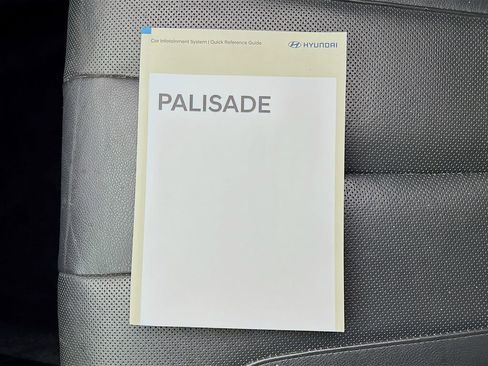 Car Infotainment System | Quick Reference Guide
HYUNDAI
PALISADE